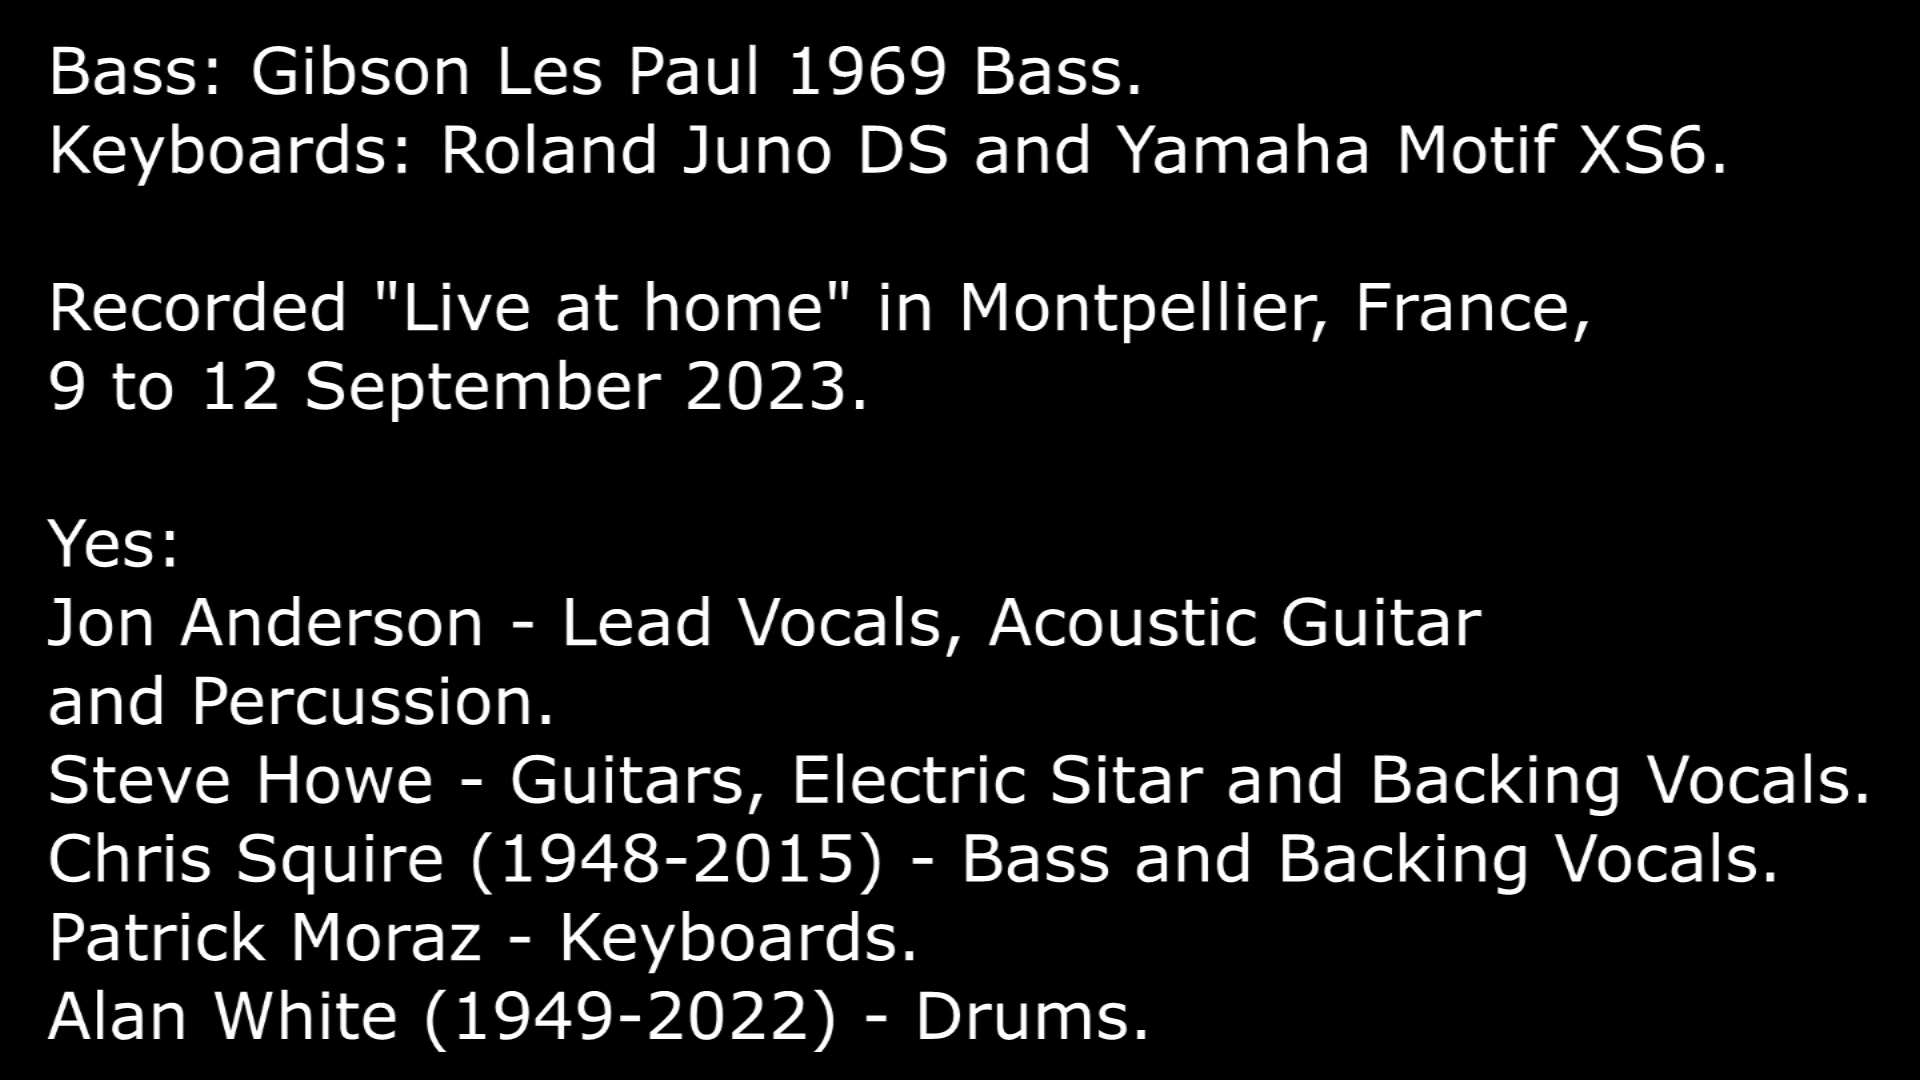 Bass: Gibson Les Paul 1969 Bass.
Keyboards: Roland Juno DS and Yamaha Motif XS6.
Recorded "Live at home" in Montpellier, France,
9 to 12 September 2023.
Yes:
Jon Anderson - Lead Vocals, Acoustic Guitar
and Percussion.
Steve Howe - Guitars, Electric Sitar and Backing Vocals.
Chris Squire (1948-2015) - Bass and Backing Vocals.
Patrick Moraz - Keyboards.
Alan White (1949-2022) - Drums.